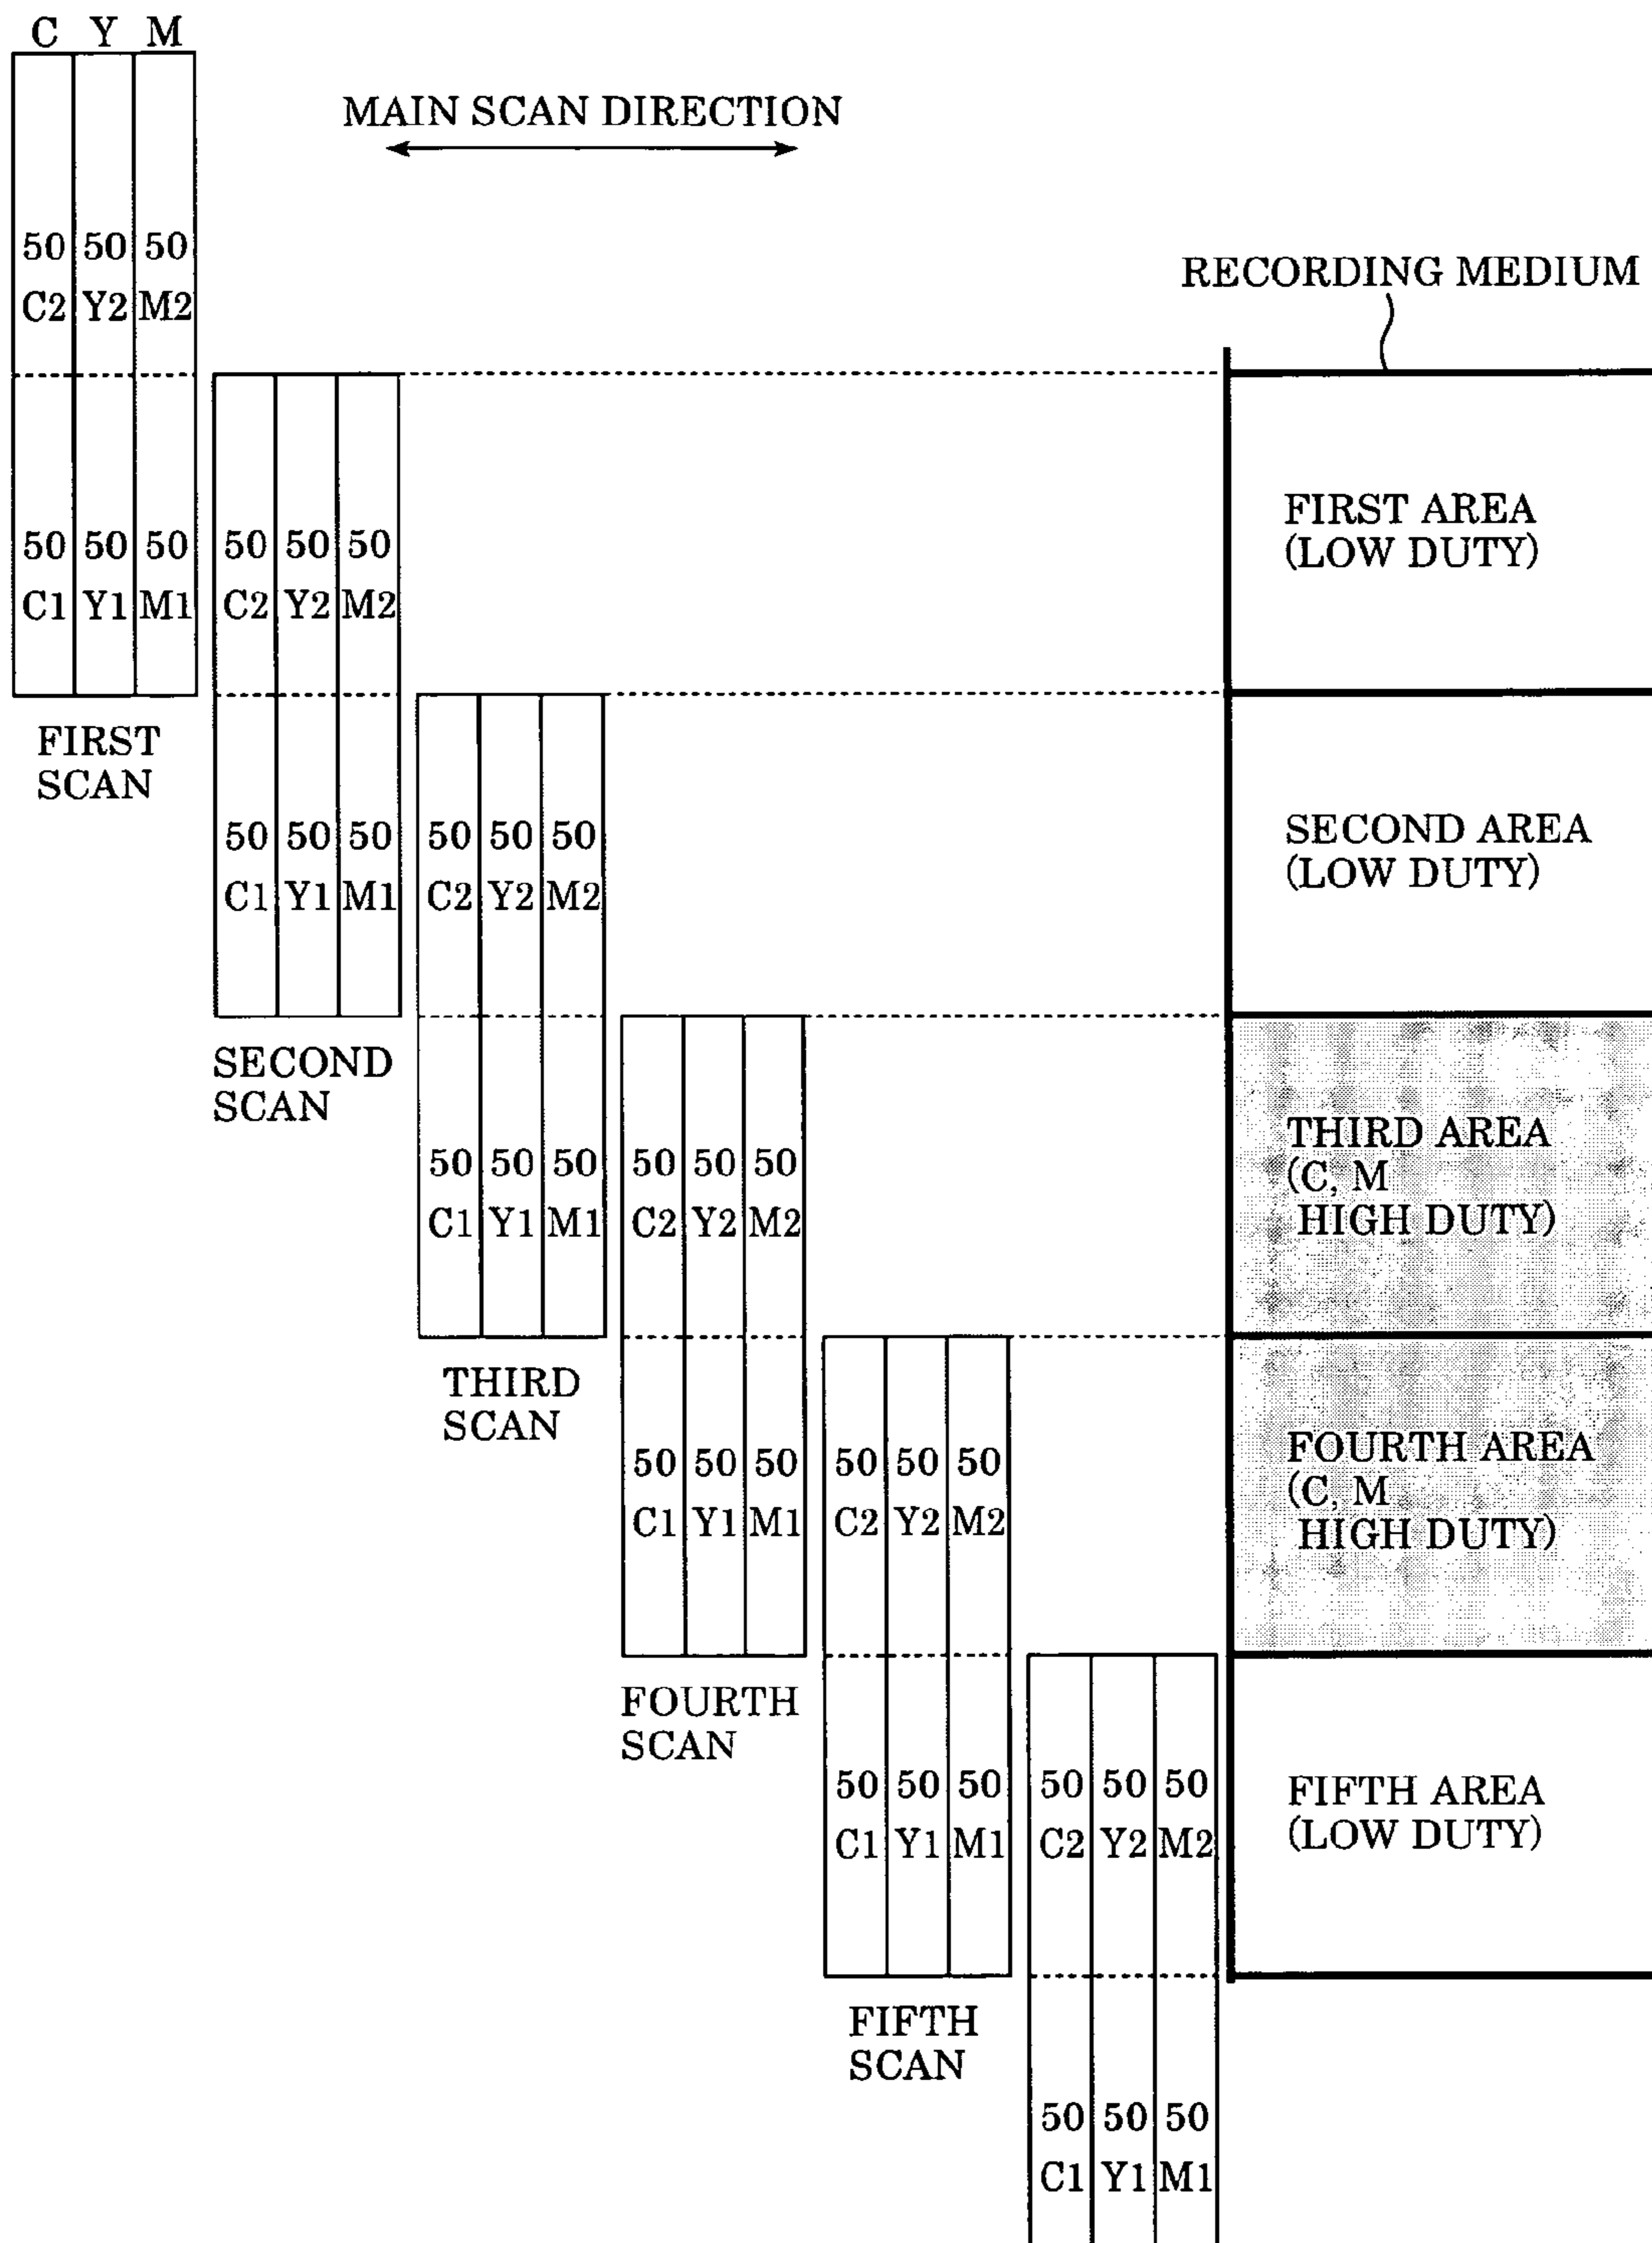 C Y M
MAIN SCAN DIRECTION
50 50 50
C2 Y2 M2
RECORDING MEDIUM
50 50 50 50 50 50
C1 Y1 M1 C2 Y2 M2
FIRST AREA
(LOW DUTY)
FIRST
SCAN
50 50 50 50 50 50
C1 Y1 M1 C2 Y2 M2
SECOND AREA
(LOW DUTY)
SECOND
SCAN
50 50 50 50 50 50
C1 Y1 M1 C2 Y2 M2
THIRD AREA
(C, M
HIGH DUTY)
THIRD
SCAN
50 50 50 50 50 50
C1 Y1 M1 C2 Y2 M2
FOURTH AREA
(C, M
HIGH DUTY)
FOURTH
SCAN
50 50 50 50 50 50
C1 Y1 M1 C2 Y2 M2
FIFTH AREA
(LOW DUTY)
FIFTH
SCAN
50 50 50
C1 Y1 M1